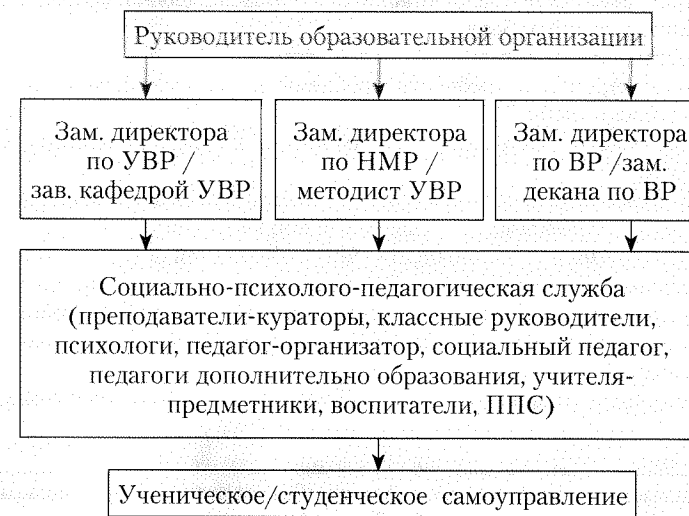 Руководитель образовательной организации
Зам. директора
по УВР /
зав. кафедрой УВР
Зам. директора
по НМР /
методист УВР
Зам. директора
по ВР /зам.
декана по ВР
Социально-психолого-педагогическая служба
(преподаватели-кураторы, классные руководители,
психологи, педагог-организатор, социальный педагог,
педагоги дополнительно образования, учителя-
предметники, воспитатели, ППС)
Ученическое/студенческое самоуправление